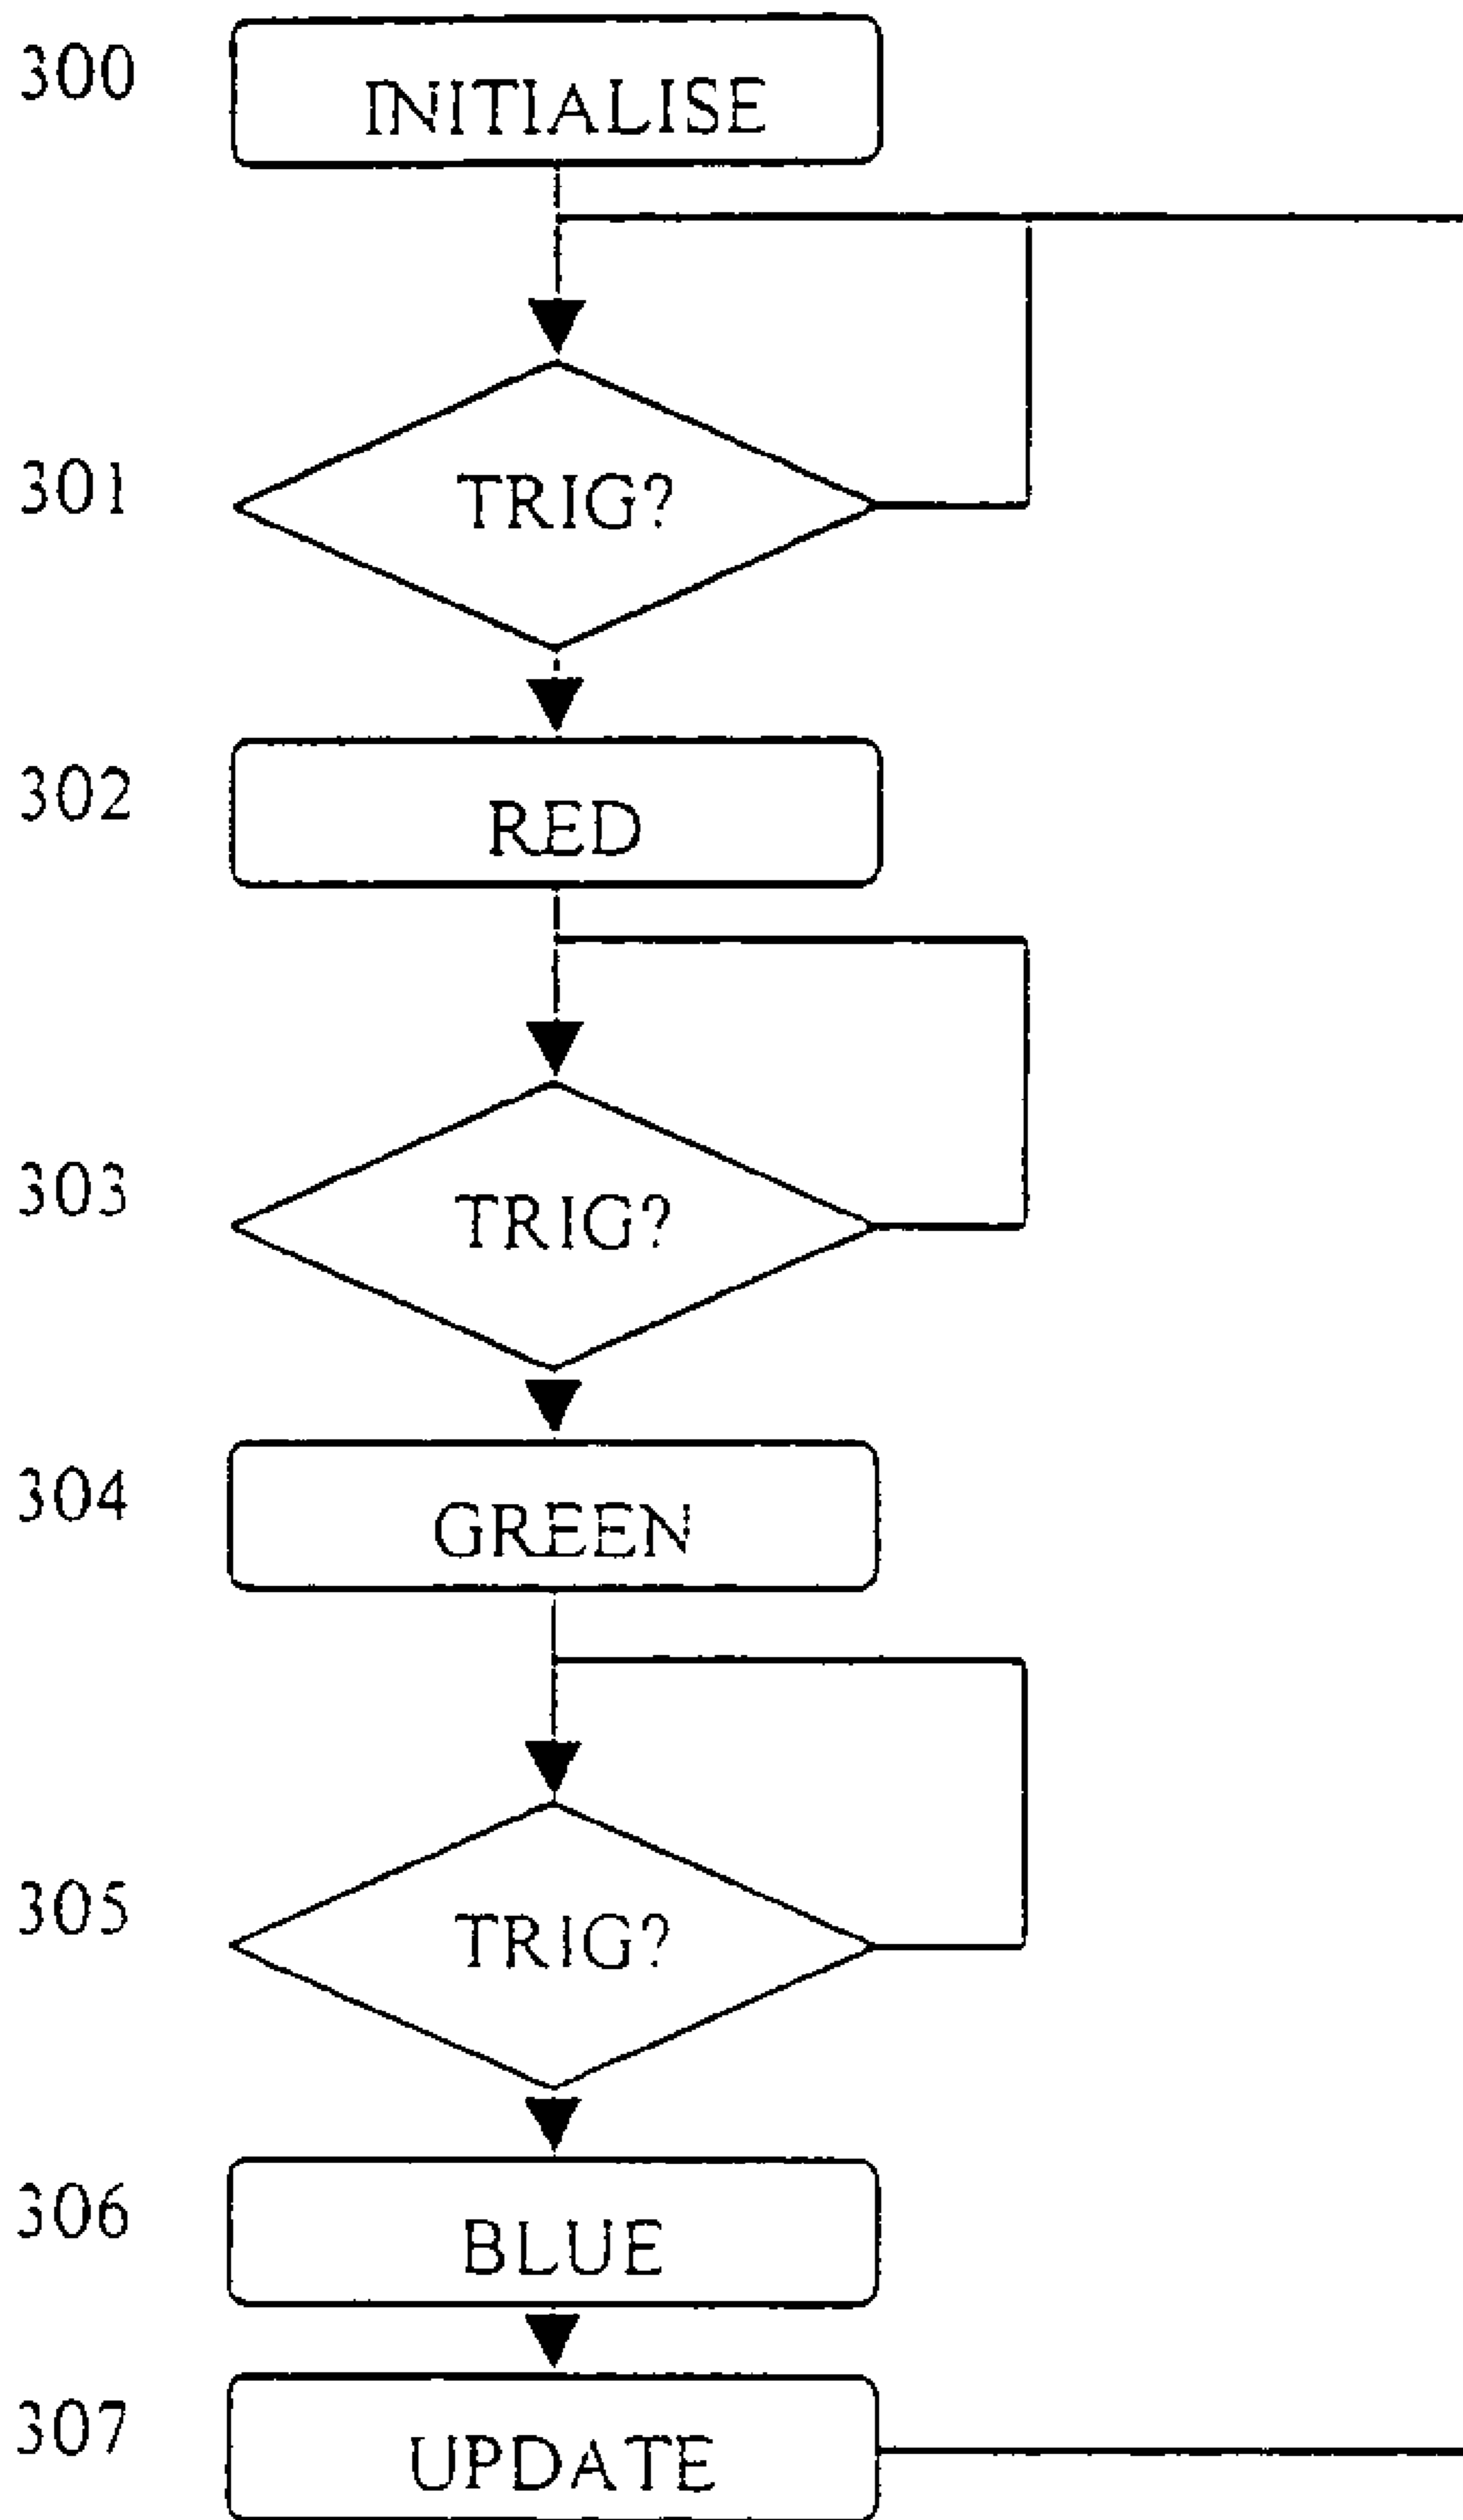 300 INITIALISE
301 TRIG?
302 RED
303 TRIG?
304 GREEN
305 TRIG?
306 BLUE
307 UPDATE